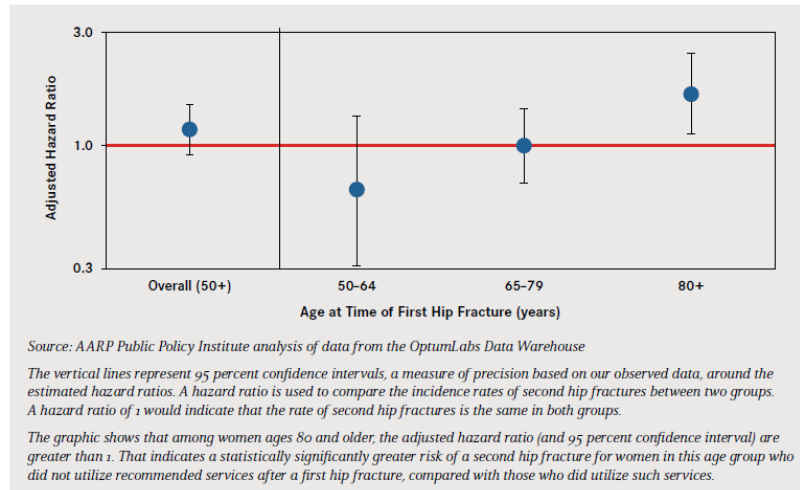 3.0
Adjusted Hazard Ratio
1.0
0.3
Overall (50+) 50–64 65–79 80+
Age at Time of First Hip Fracture (years)
Source: AARP Public Policy Institute analysis of data from the OptumLabs Data Warehouse
The vertical lines represent 95 percent confidence intervals, a measure of precision based on our observed data, around the
estimated hazard ratios. A hazard ratio is used to compare the incidence rates of second hip fractures between two groups.
A hazard ratio of 1 would indicate that the rate of second hip fractures is the same in both groups.
The graphic shows that among women ages 80 and older, the adjusted hazard ratio (and 95 percent confidence interval) are
greater than 1. That indicates a statistically significantly greater risk of a second hip fracture for women in this age group who
did not utilize recommended services after a first hip fracture, compared with those who did utilize such services.